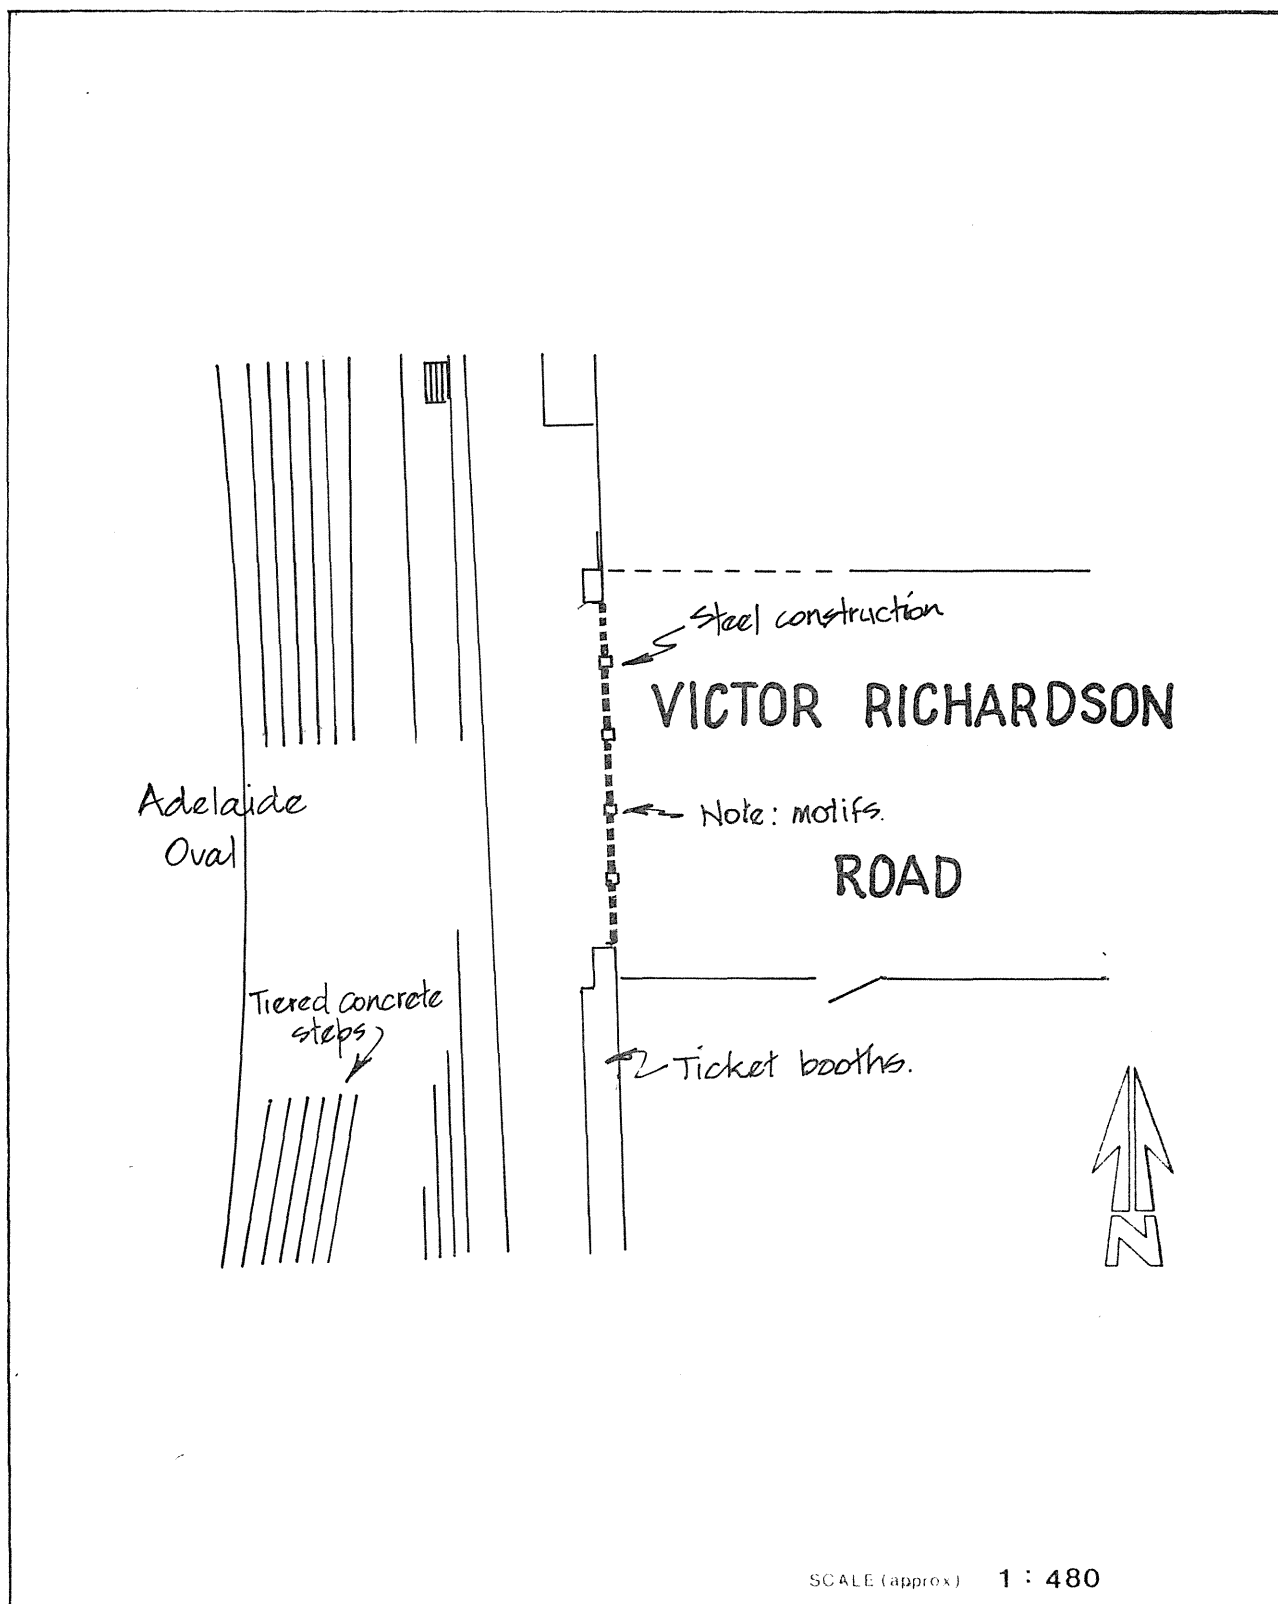 Steel construction
VICTOR RICHARDSON
Adelaide
Oval
Note: motifs.
ROAD
Tiered concrete
steps
Ticket booths.
N
SCALE (approx) 1 : 480